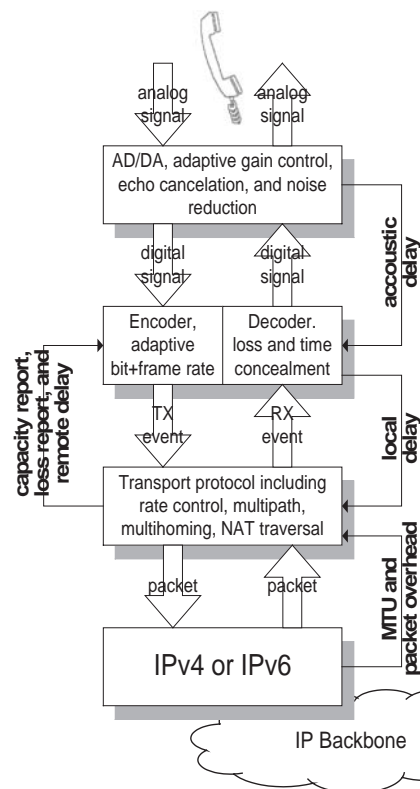 analog
signal
analog
signal
AD/DA, adaptive gain control,
echo cancelation, and noise
reduction
digital
signal
digital
signal
accoustic
delay
Encoder,
adaptive
bit+frame rate
Decoder.
loss and time
concealment
capacity report,
loss report, and
remote delay
TX
event
RX
event
local
delay
Transport protocol including
rate control, multipath,
multihoming, NAT traversal
packet
packet
MTU and
packet overhead
IPv4 or IPv6
IP Backbone